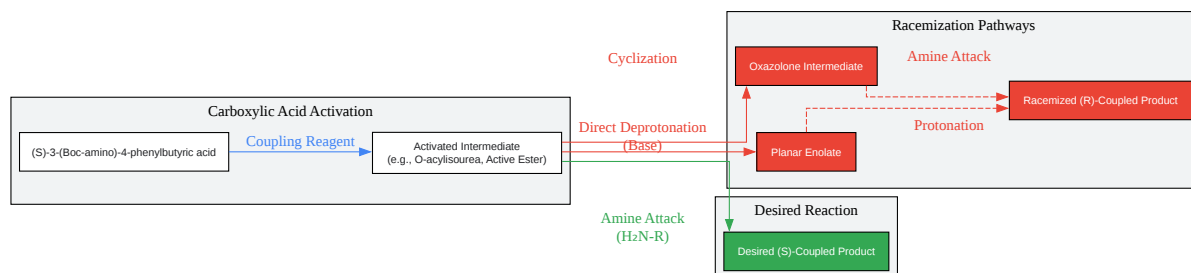 Racemization Pathways
Cyclization
Oxazolone Intermediate
Amine Attack
Racemized (R)-Coupled Product
Carboxylic Acid Activation
(S)-3-(Boc-amino)-4-phenylbutyric acid
Coupling Reagent
Activated Intermediate
(e.g., O-acylisourea, Active Ester)
Direct Deprotonation
(Base)
Planar Enolate
Protonation
Amine Attack
(H₂N-R)
Desired Reaction
Desired (S)-Coupled Product